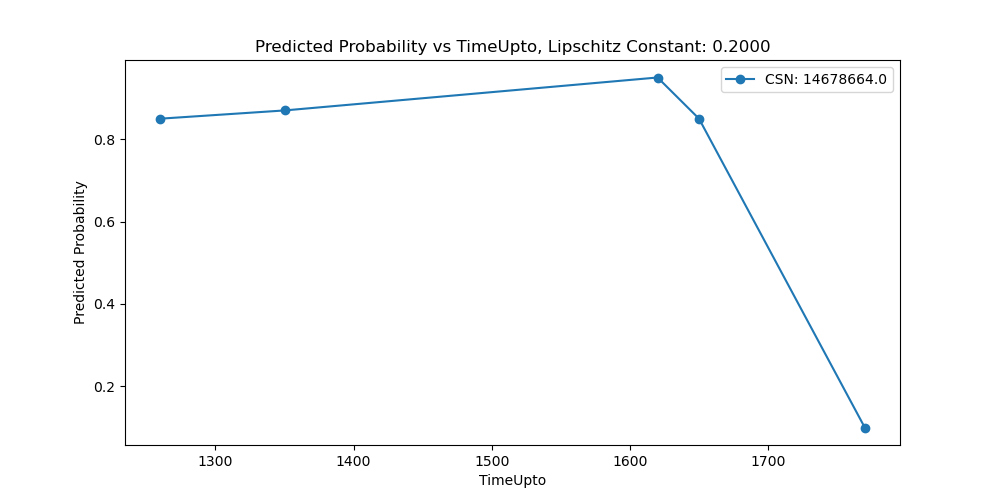 Predicted Probability vs TimeUpto, Lipschitz Constant: 0.2000
CSN: 14678664.0
Predicted Probability
0.8
0.6
0.4
0.2
1300 1400 1500 1600 1700
TimeUpto